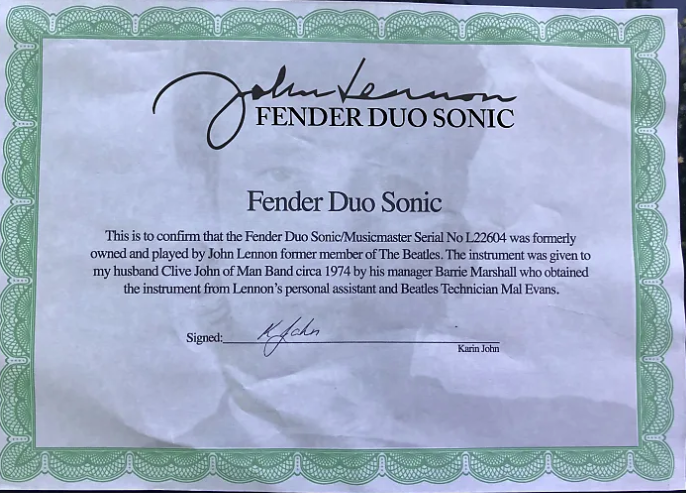 John Lennon
FENDER DUO SONIC
Fender Duo Sonic
This is to confirm that the Fender Duo Sonic/Musicmaster Serial No L22604 was formerly
owned and played by John Lennon former member of The Beatles. The instrument was given to
my husband Clive John of Man Band circa 1974 by his manager Barrie Marshall who obtained
the instrument from Lennon's personal assistant and Beatles Technician Mal Evans.
Signed: K John
Karin John